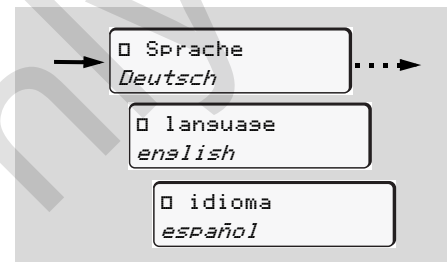 □ Sprache
Deutsch
□ language
english
□ idioma
español